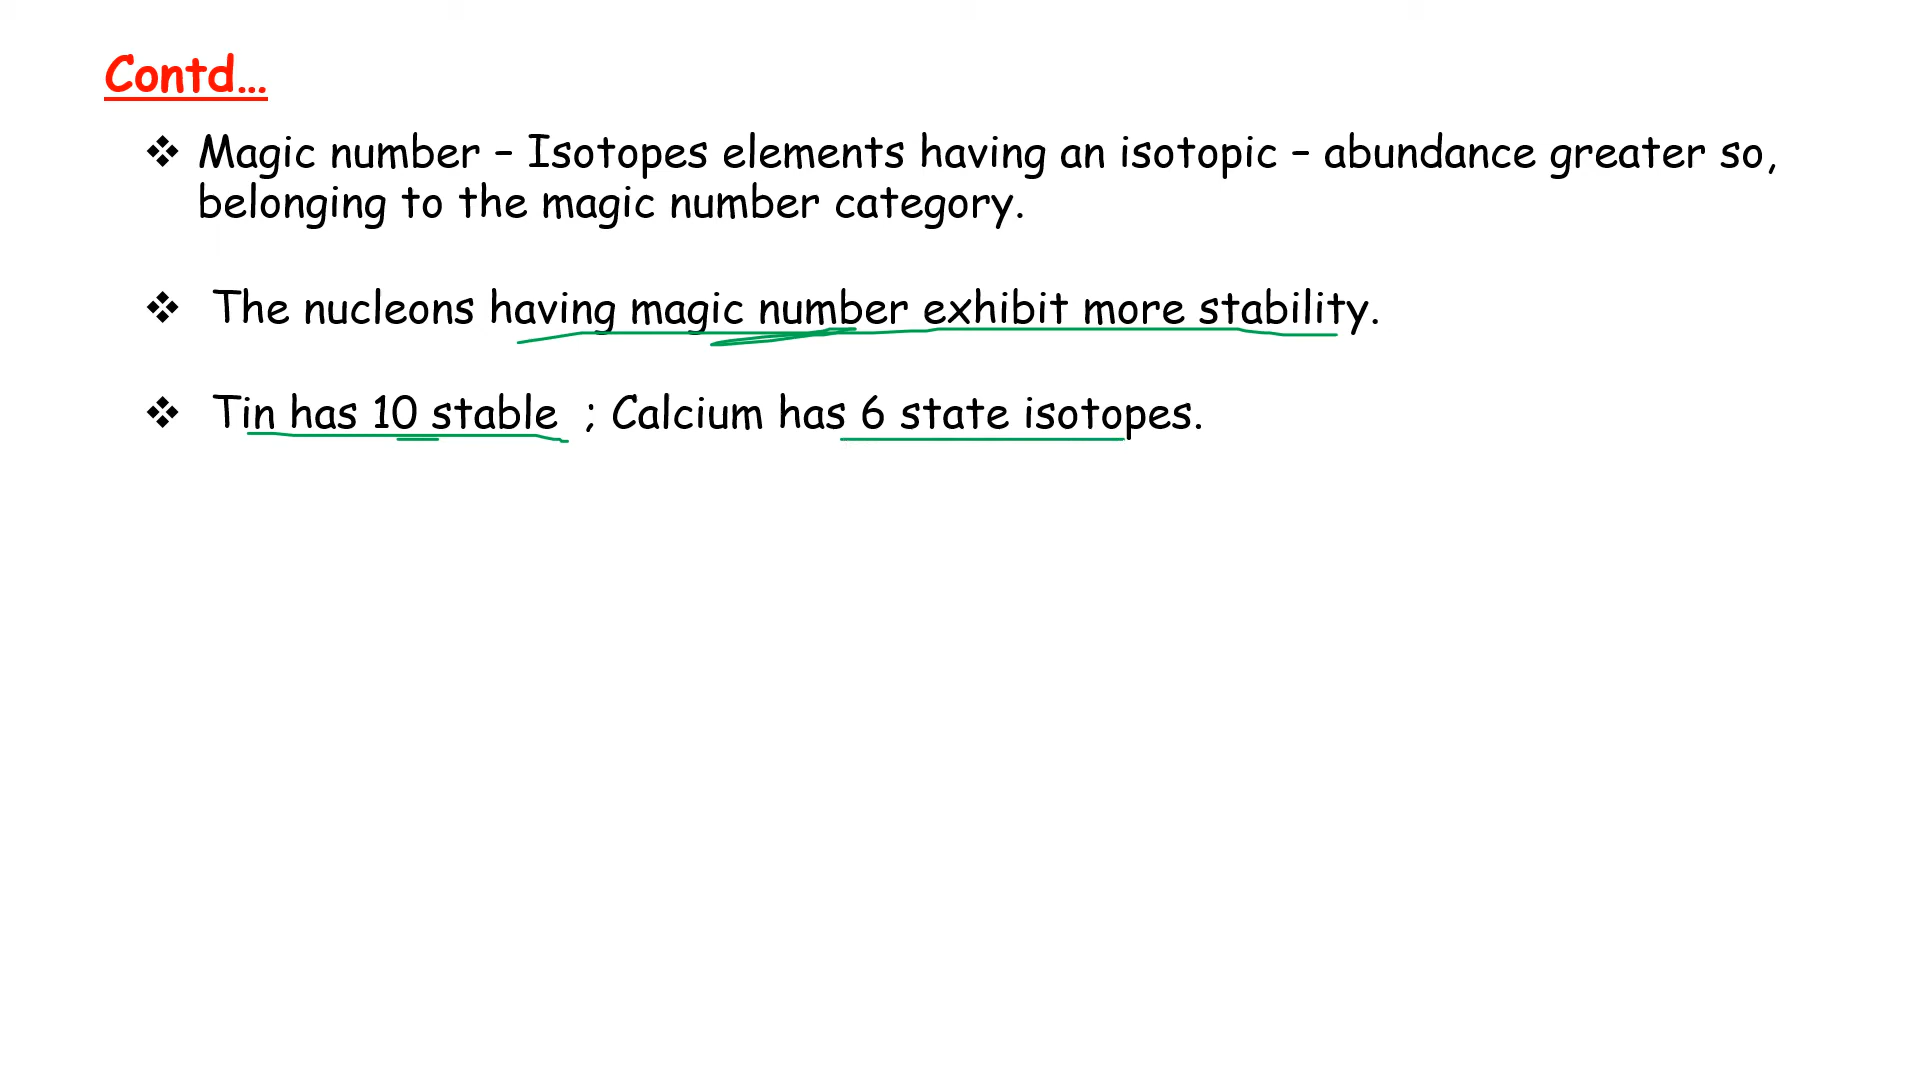 Contd...
❖ Magic number – Isotopes elements having an isotopic – abundance greater so,
belonging to the magic number category.
❖ The nucleons having magic number exhibit more stability.
❖ Tin has 10 stable ; Calcium has 6 state isotopes.